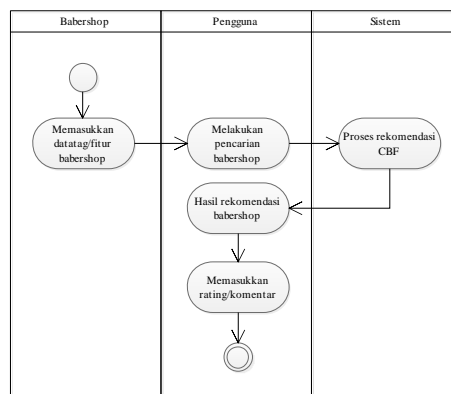 Babershop
Pengguna
Sistem
Memasukkan
datatag/fitur
babershop
Melakukan
pencarian
babershop
Proses rekomendasi
CBF
Hasil rekomendasi
babershop
Memasukkan
rating/komentar